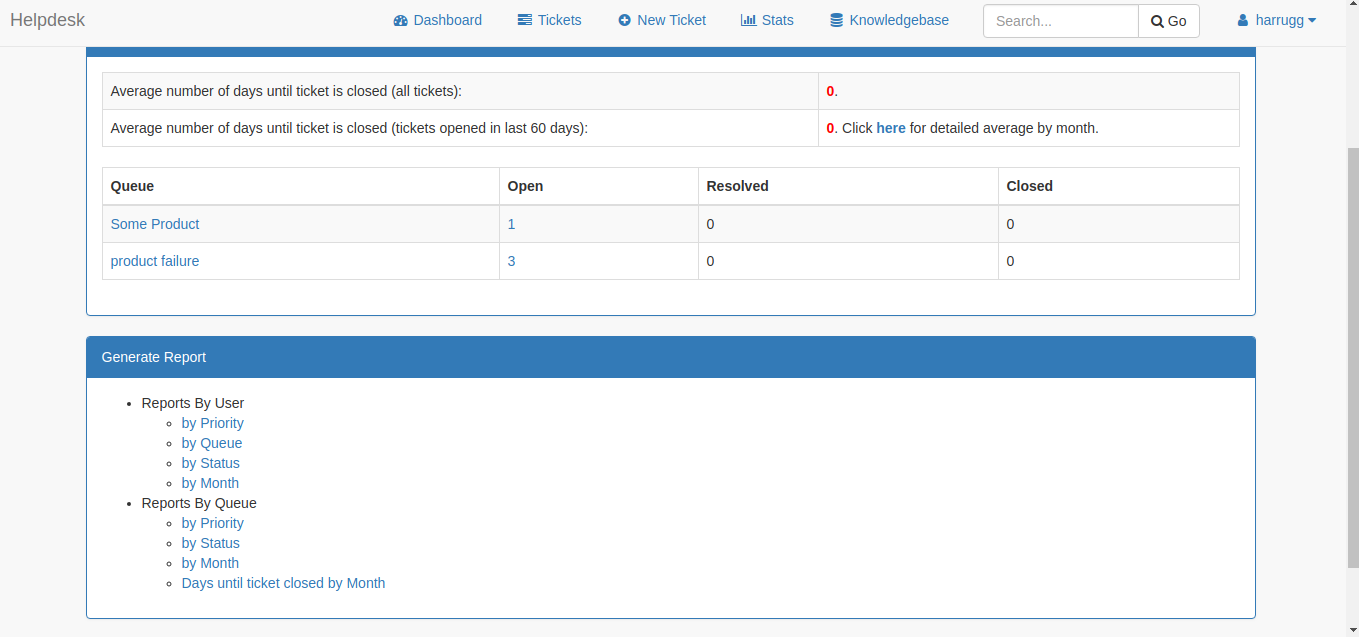 Helpdesk Dashboard Tickets New Ticket Stats Knowledgebase Search... Go harrugg
Average number of days until ticket is closed (all tickets): 0.
Average number of days until ticket is closed (tickets opened in last 60 days): 0. Click here for detailed average by month.
Queue Open Resolved Closed
Some Product 1 0 0
product failure 3 0 0
Generate Report
Reports By User
by Priority
by Queue
by Status
by Month
Reports By Queue
by Priority
by Status
by Month
Days until ticket closed by Month